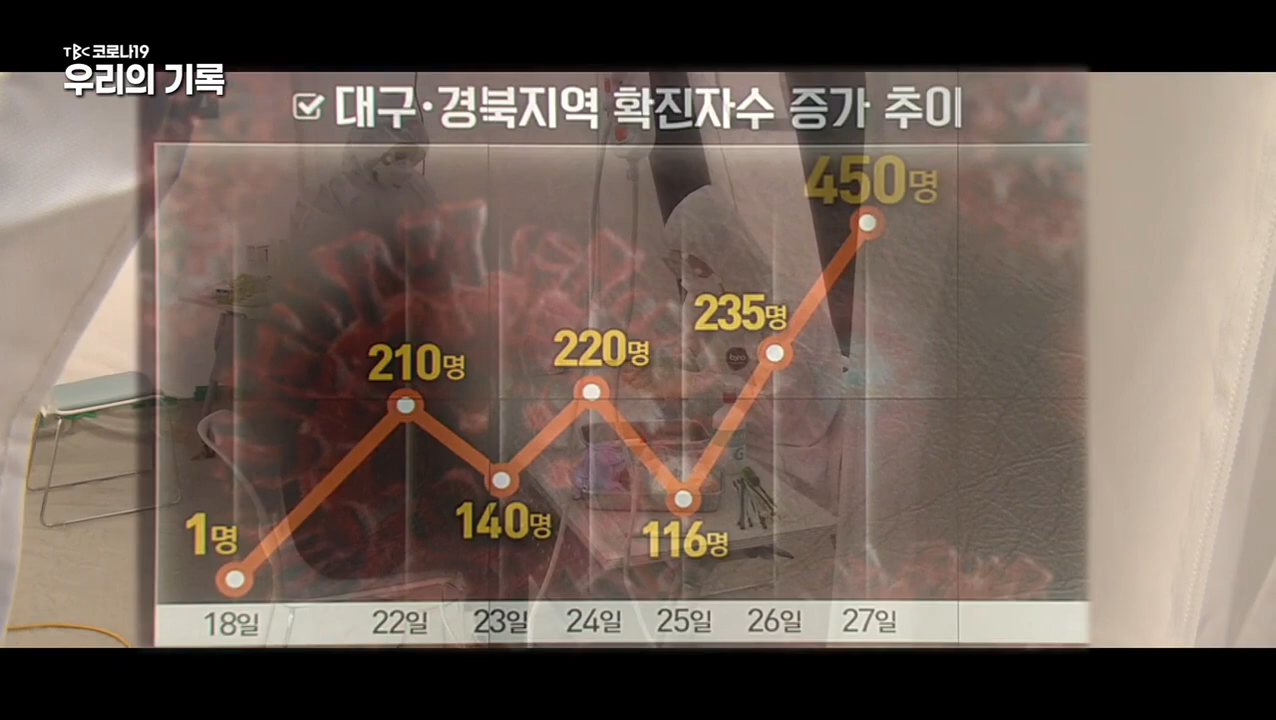 TBC 코로나19
우리의 기록
대구·경북지역 확진자수 증가 추이
450명
235명
220명
210명
140명
116명
1명
18일 22일 23일 24일 25일 26일 27일